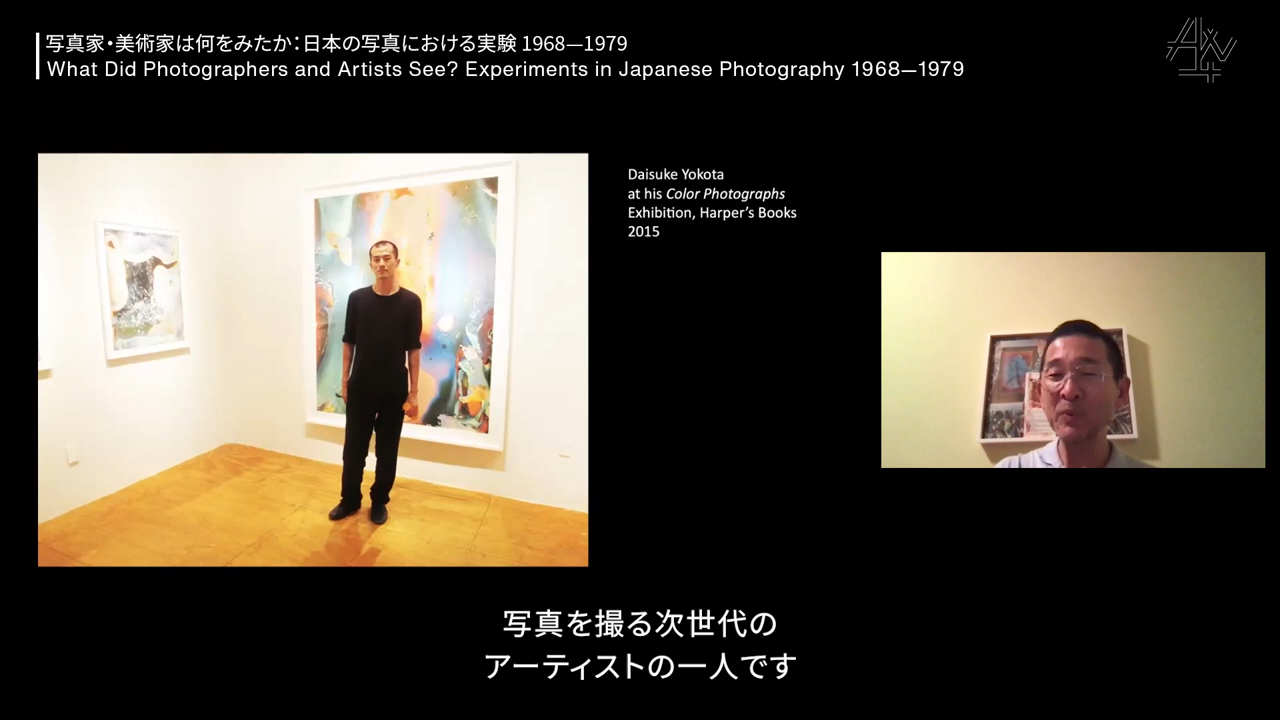 写真家・美術家は何をみたか：日本の写真における実験 1968—1979
What Did Photographers and Artists See? Experiments in Japanese Photography 1968—1979
Daisuke Yokota
at his Color Photographs
Exhibition, Harper’s Books
2015
写真を撮る次世代の
アーティストの一人です